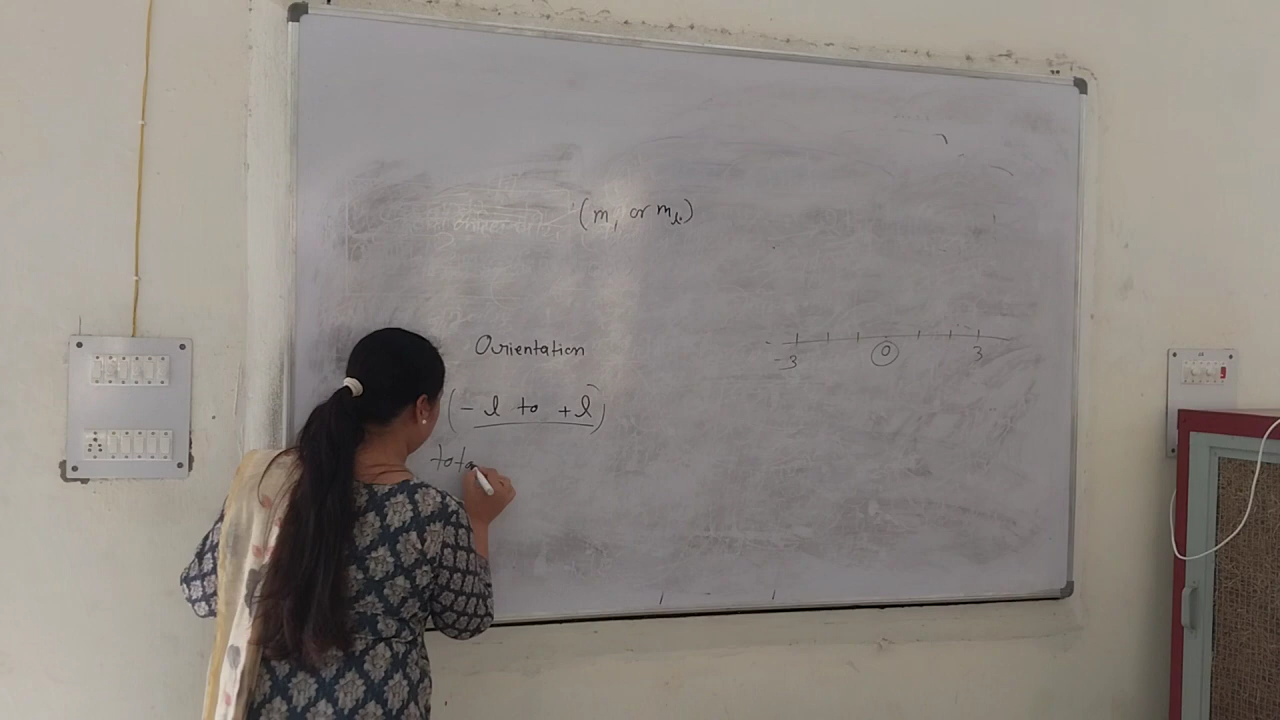 (m, or mₗ)
Orientation
(- l to + l)
tota
-3 0 3